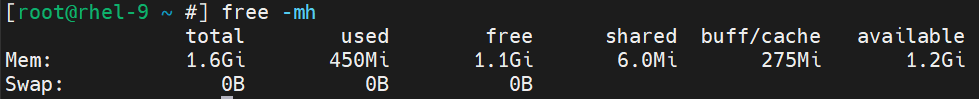 [root@rhel-9 ~ #] free -mh
total used free shared buff/cache available
Mem: 1.6Gi 450Mi 1.1Gi 6.0Mi 275Mi 1.2Gi
Swap: 0B 0B 0B